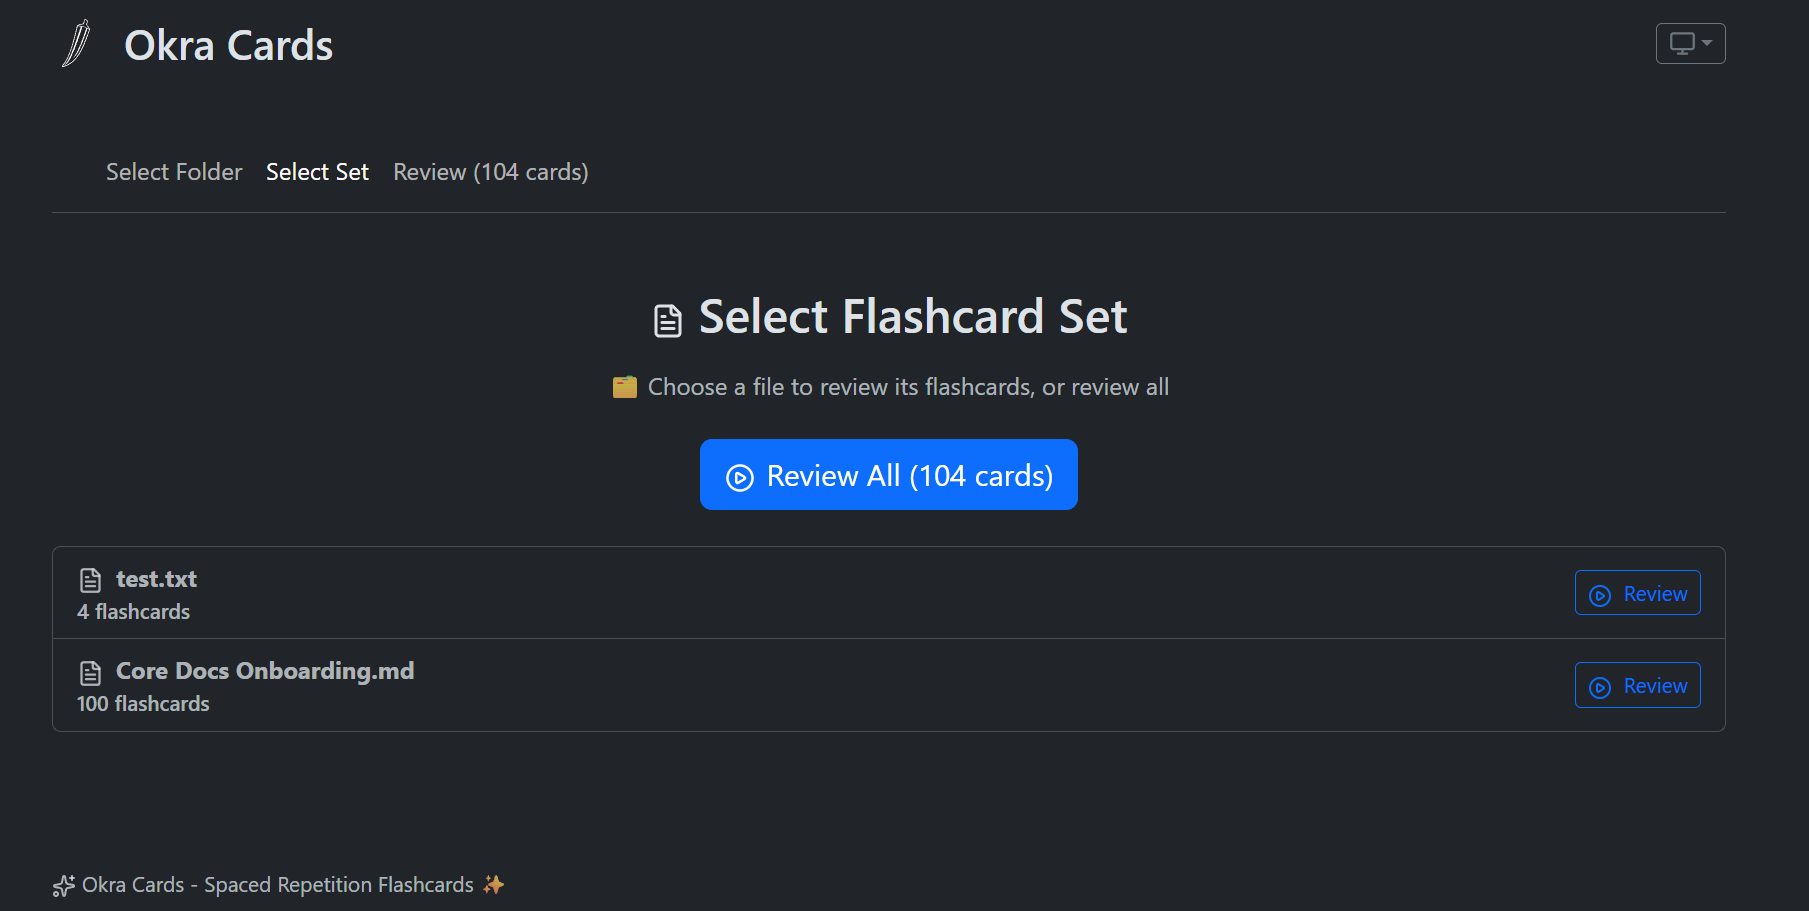 Okra Cards
Select Folder Select Set Review (104 cards)
Select Flashcard Set
Choose a file to review its flashcards, or review all
Review All (104 cards)
test.txt
4 flashcards
Review
Core Docs Onboarding.md
100 flashcards
Review
Okra Cards - Spaced Repetition Flashcards ✨